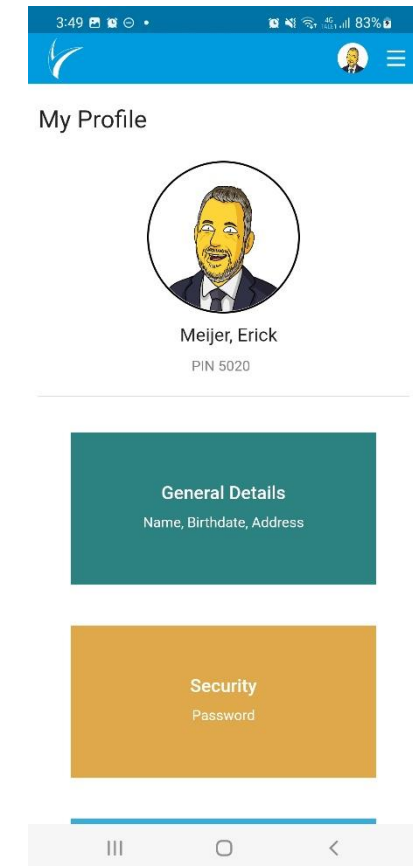 3:49
83%
My Profile
Meijer, Erick
PIN 5020
General Details
Name, Birthdate, Address
Security
Password